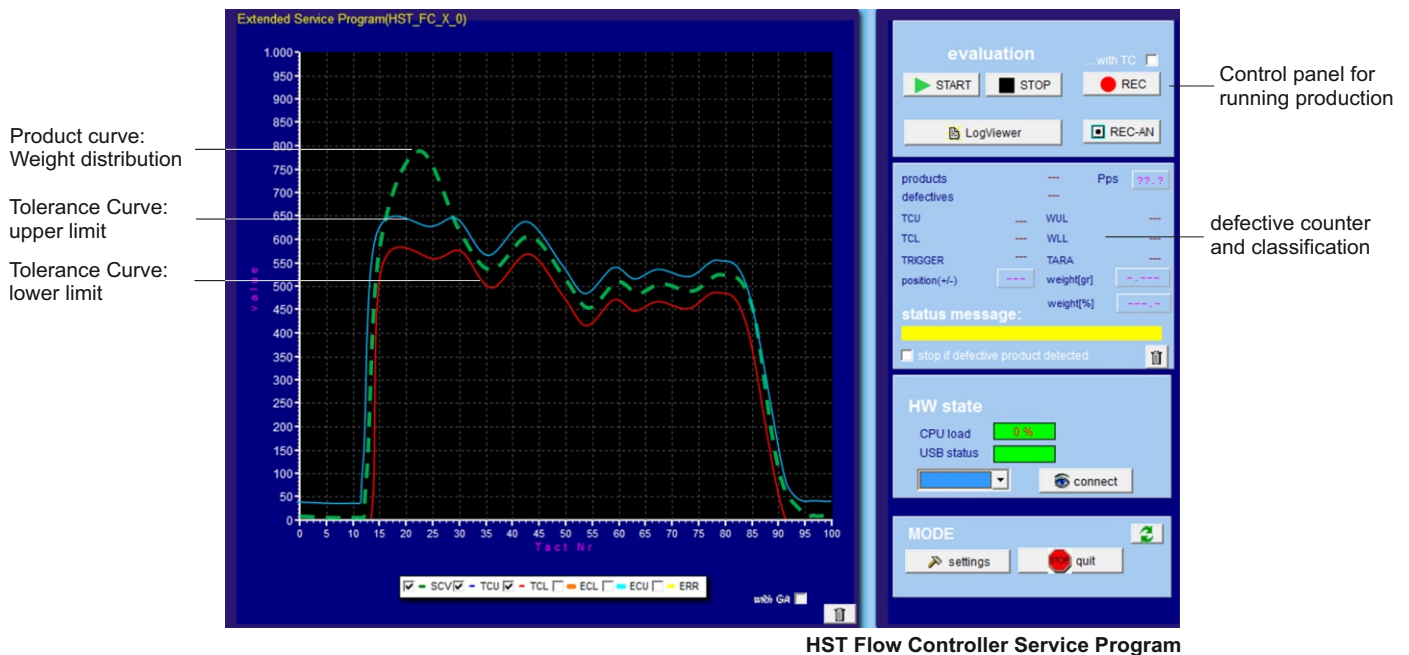 Extended Service Program(HST_FC_X_0)
Product curve:
Weight distribution
Tolerance Curve:
upper limit
Tolerance Curve:
lower limit
value
1.000
950
900
850
800
750
700
650
600
550
500
450
400
350
300
250
200
150
100
50
0
0 5 10 15 20 25 30 35 40 45 50 55 60 65 70 75 80 85 90 95 100
Tact Nr
SCV TCU TCL ECL ECU ERR
with GA
evaluation
... with TC
START STOP REC
LogViewer REC-AN
Control panel for
running production
products --- Pps ??.?
defectives ---
TCU --- WUL ---
TCL --- WLL ---
TRIGGER --- TARA ---
position(+/-) --- weight[gr] -.---
weight[%] ---.-
status message:
stop if defective product detected
defective counter
and classification
HW state
CPU load 0 %
USB status
connect
MODE
settings STOP quit
HST Flow Controller Service Program